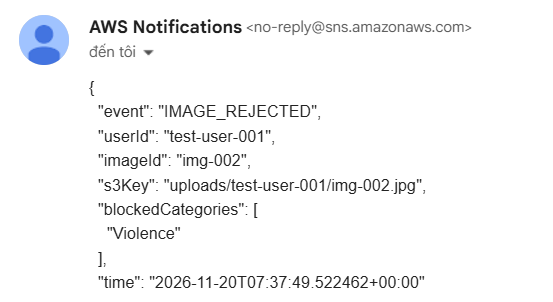 AWS Notifications <no-reply@sns.amazonaws.com>
đến tôi
{
"event": "IMAGE_REJECTED",
"userId": "test-user-001",
"imageId": "img-002",
"s3Key": "uploads/test-user-001/img-002.jpg",
"blockedCategories": [
"Violence"
],
"time": "2026-11-20T07:37:49.522462+00:00"